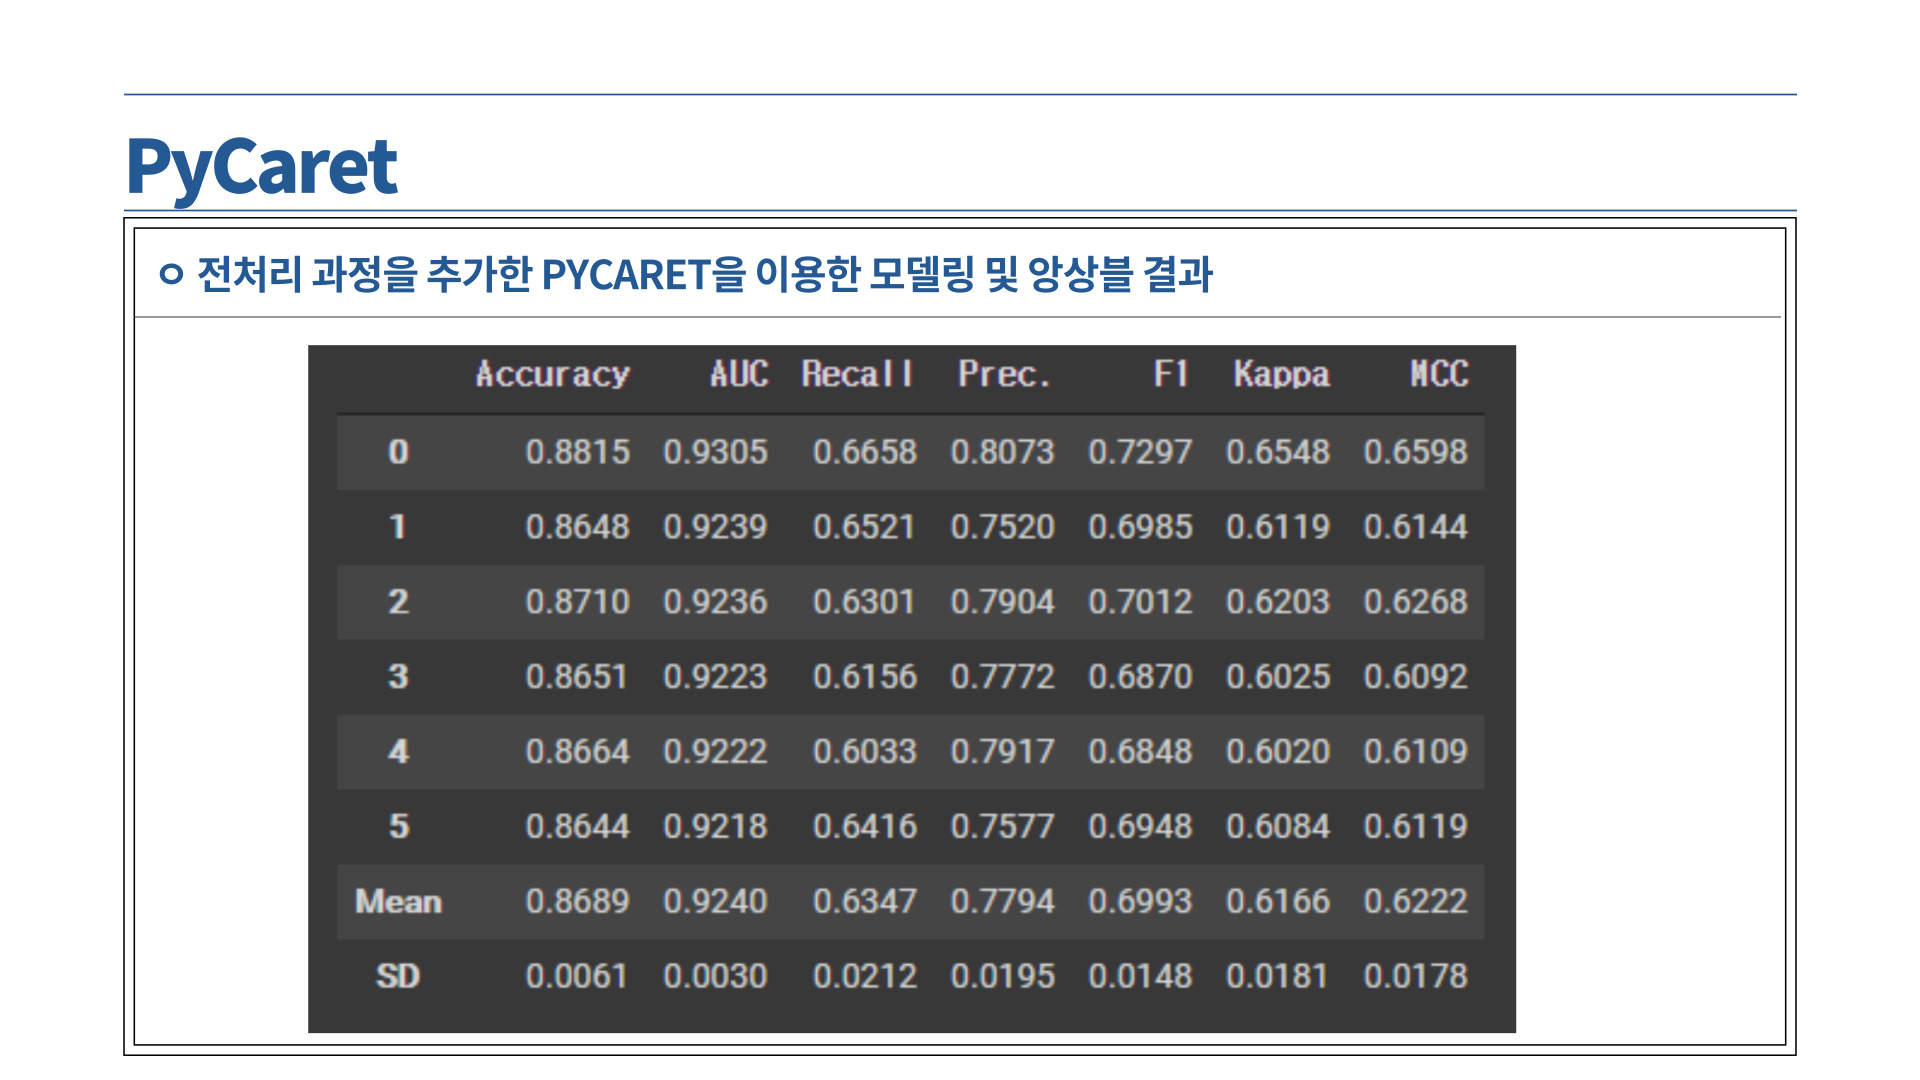 PyCaret
ㅇ 전처리 과정을 추가한 PYCARET을 이용한 모델링 및 앙상블 결과
Accuracy AUC Recall Prec. F1 Kappa MCC
0 0.8815 0.9305 0.6658 0.8073 0.7297 0.6548 0.6598
1 0.8648 0.9239 0.6521 0.7520 0.6985 0.6119 0.6144
2 0.8710 0.9236 0.6301 0.7904 0.7012 0.6203 0.6268
3 0.8651 0.9223 0.6156 0.7772 0.6870 0.6025 0.6092
4 0.8664 0.9222 0.6033 0.7917 0.6848 0.6020 0.6109
5 0.8644 0.9218 0.6416 0.7577 0.6948 0.6084 0.6119
Mean 0.8689 0.9240 0.6347 0.7794 0.6993 0.6166 0.6222
SD 0.0061 0.0030 0.0212 0.0195 0.0148 0.0181 0.0178